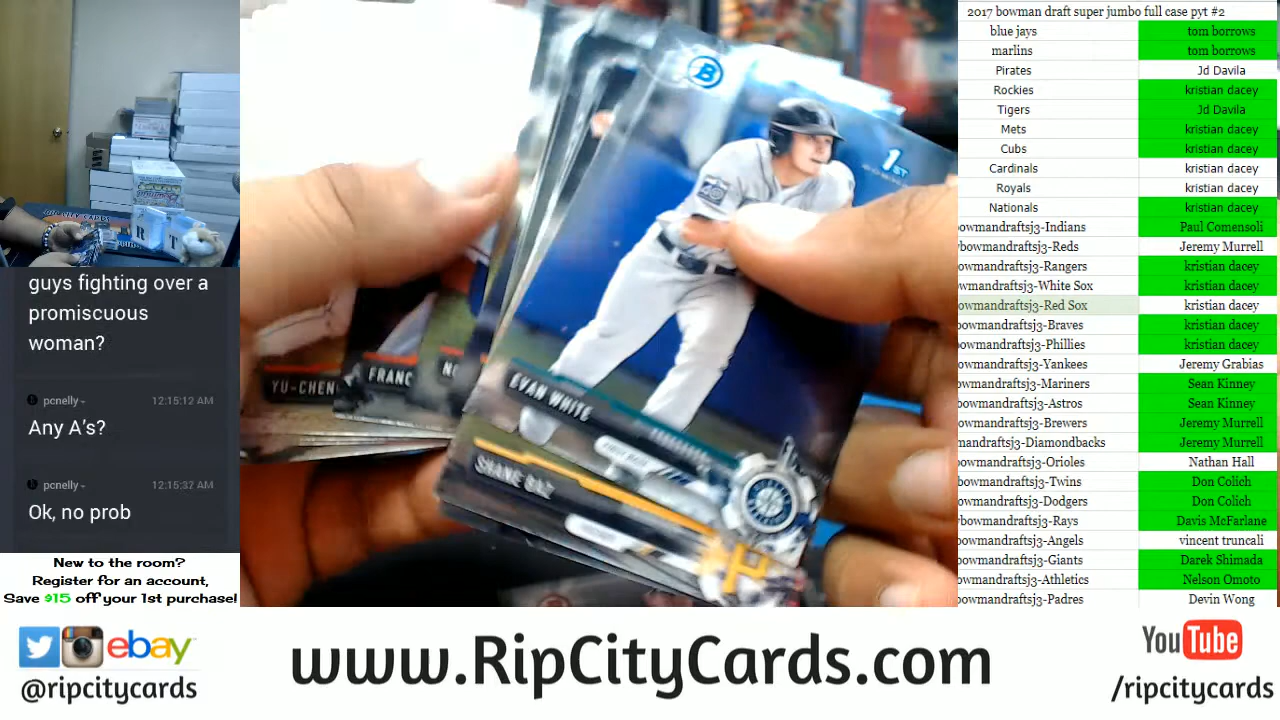 guys fighting over a
promiscuous
woman?
pcnelly 12:15:12 AM
Any A's?
pcnelly 12:15:32 AM
Ok, no prob
New to the room?
Register for an account,
Save $15 off your 1st purchase!
RIP CITY CARDS
R T
B
1ST
YU-CHEN
FRANC
EVAN WHITE
SHANE BAZ
2017 bowman draft super jumbo full case pyt #2
blue jays tom borrows
marlins tom borrows
Pirates Jd Davila
Rockies kristian dacey
Tigers Jd Davila
Mets kristian dacey
Cubs kristian dacey
Cardinals kristian dacey
Royals kristian dacey
Nationals kristian dacey
owmandraftsj3-Indians Paul Comensoli
bowmandraftsj3-Reds Jeremy Murrell
owmandraftsj3-Rangers kristian dacey
wmandraftsj3-White Sox kristian dacey
owmandraftsj3-Red Sox kristian dacey
owmandraftsj3-Braves kristian dacey
owmandraftsj3-Phillies kristian dacey
owmandraftsj3-Yankees Jeremy Grabias
owmandraftsj3-Mariners Sean Kinney
owmandraftsj3-Astros Sean Kinney
owmandraftsj3-Brewers Jeremy Murrell
mandraftsj3-Diamondbacks Jeremy Murrell
owmandraftsj3-Orioles Nathan Hall
owmandraftsj3-Twins Don Colich
owmandraftsj3-Dodgers Don Colich
bowmandraftsj3-Rays Davis McFarlane
owmandraftsj3-Angels vincent truncali
owmandraftsj3-Giants Darek Shimada
owmandraftsj3-Athletics Nelson Omoto
owmandraftsj3-Padres Devin Wong
ebay
@ripcitycards
www.RipCityCards.com
YouTube
/ripcitycards